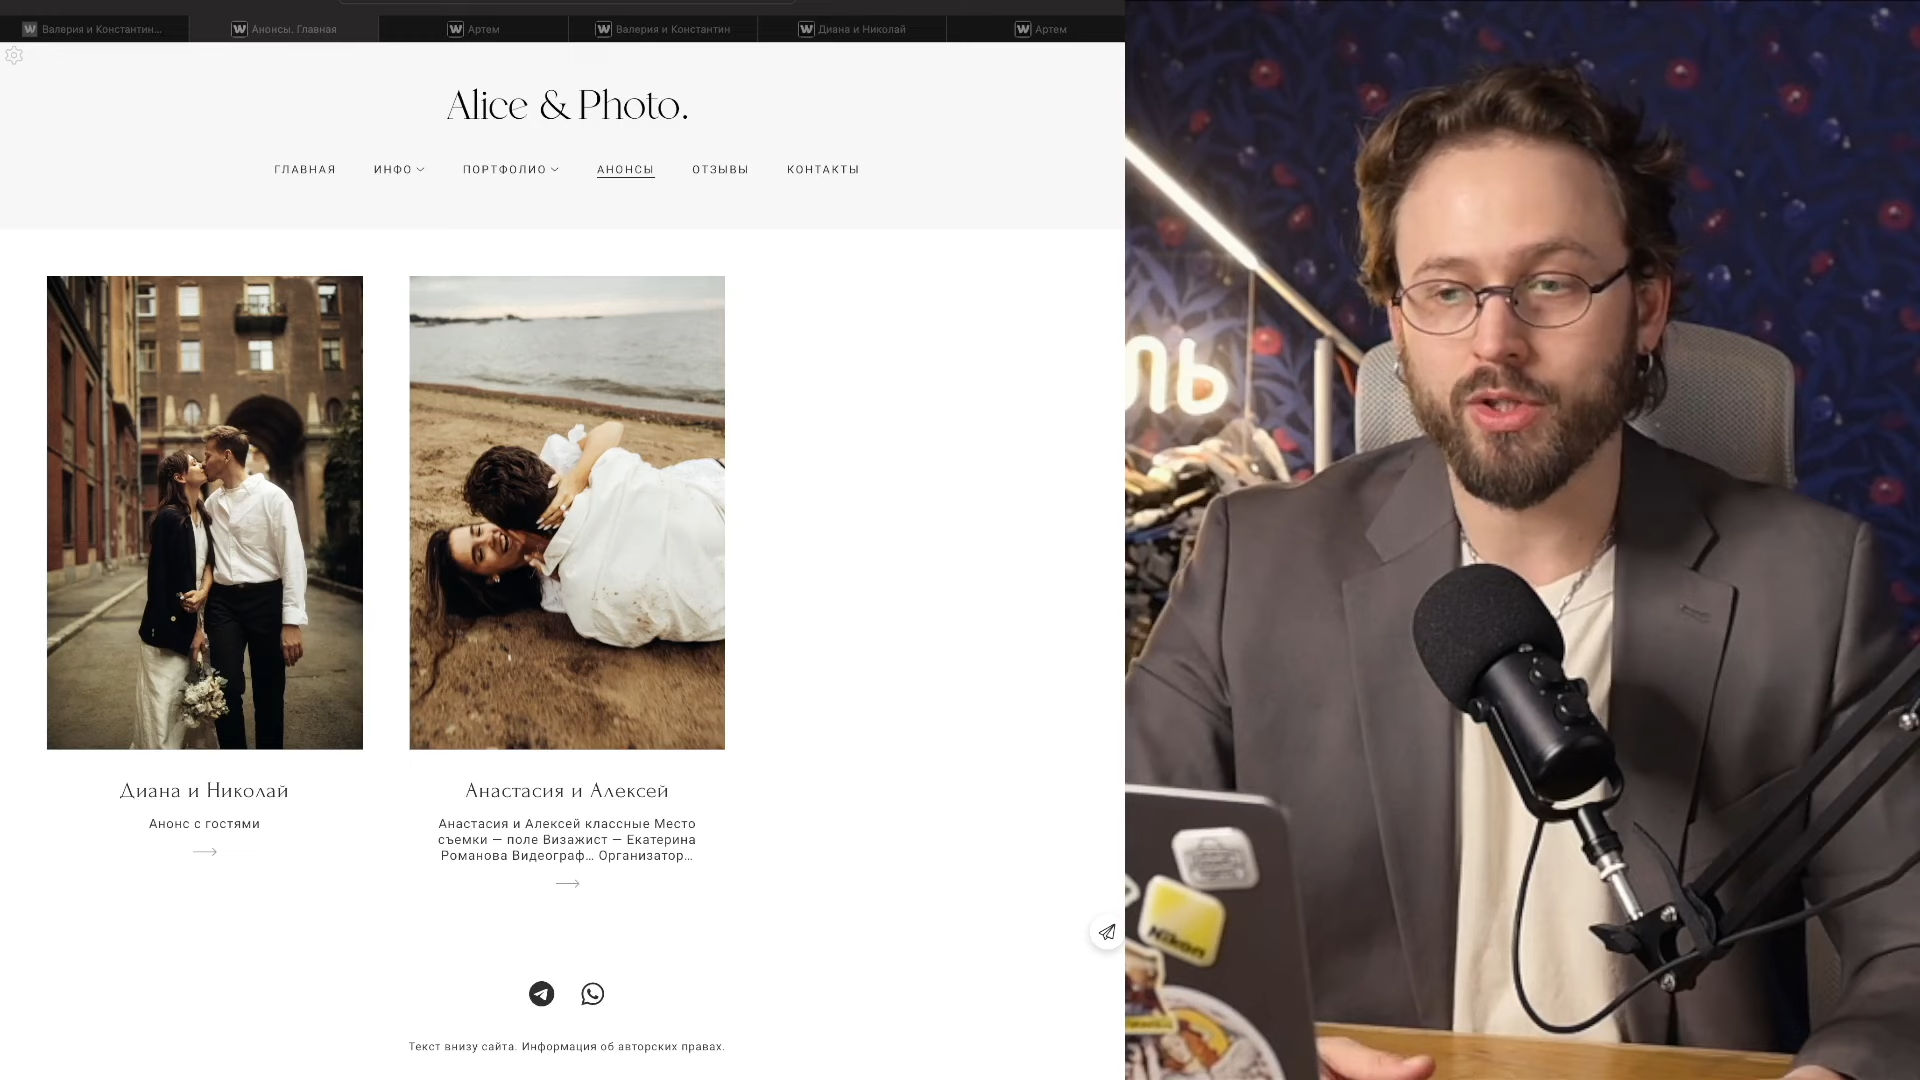 Валерия и Константин...
Анонсы. Главная
Артем
Валерия и Константин
Диана и Николай
Артем
Alice & Photo.
ГЛАВНАЯ
ИНФО
ПОРТФОЛИО
АНОНСЫ
ОТЗЫВЫ
КОНТАКТЫ
Диана и Николай
Анонс с гостями
Анастасия и Алексей
Анастасия и Алексей классные Место
съемки — поле Визажист — Екатерина
Романова Видеограф... Организатор...
Текст внизу сайта. Информация об авторских правах.
ль
Nikon